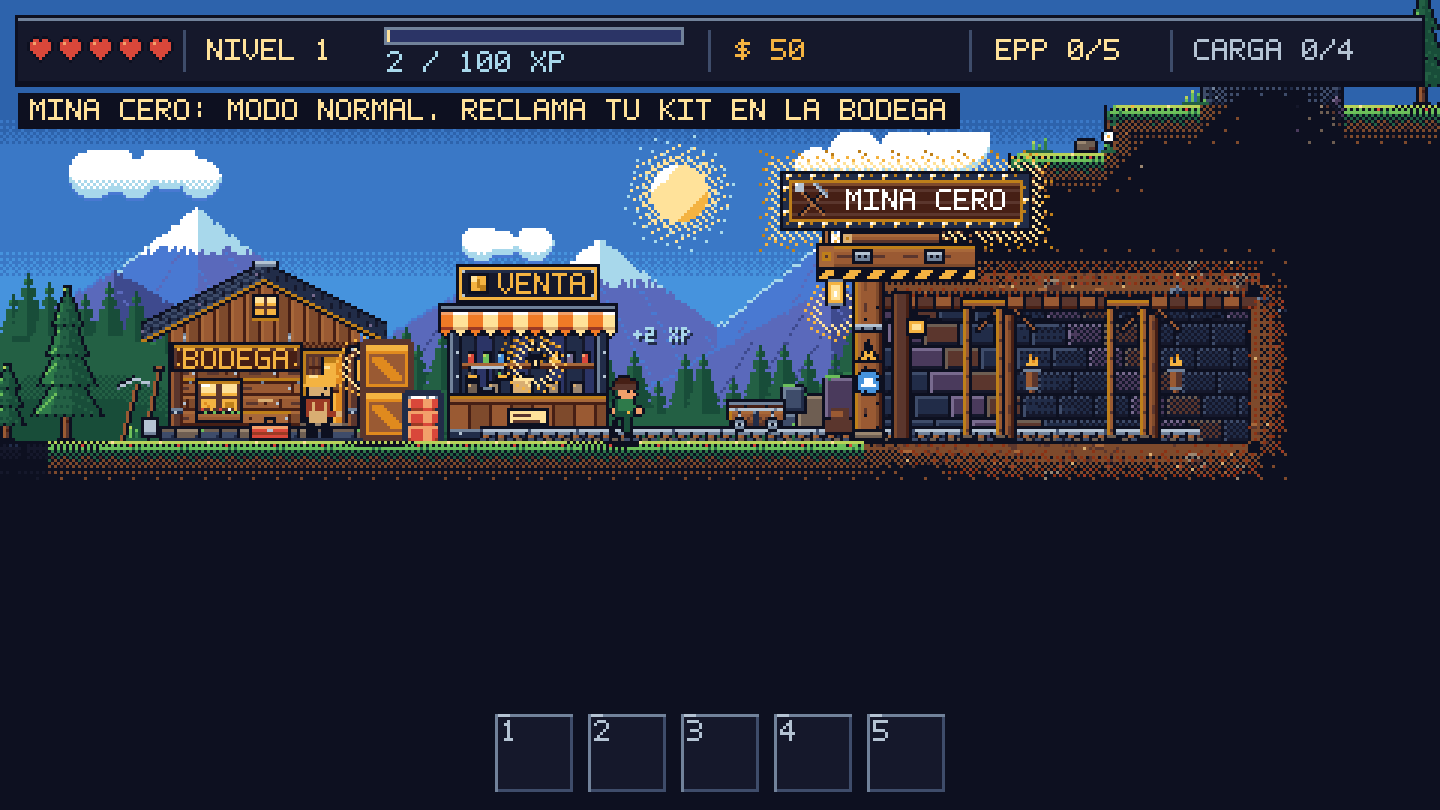 NIVEL 1
2 / 100 XP
$ 50
EPP 0/5
CARGA 0/4
MINA CERO: MODO NORMAL. RECLAMA TU KIT EN LA BODEGA
MINA CERO
VENTA
+2 XP
BODEGA
1
2
3
4
5